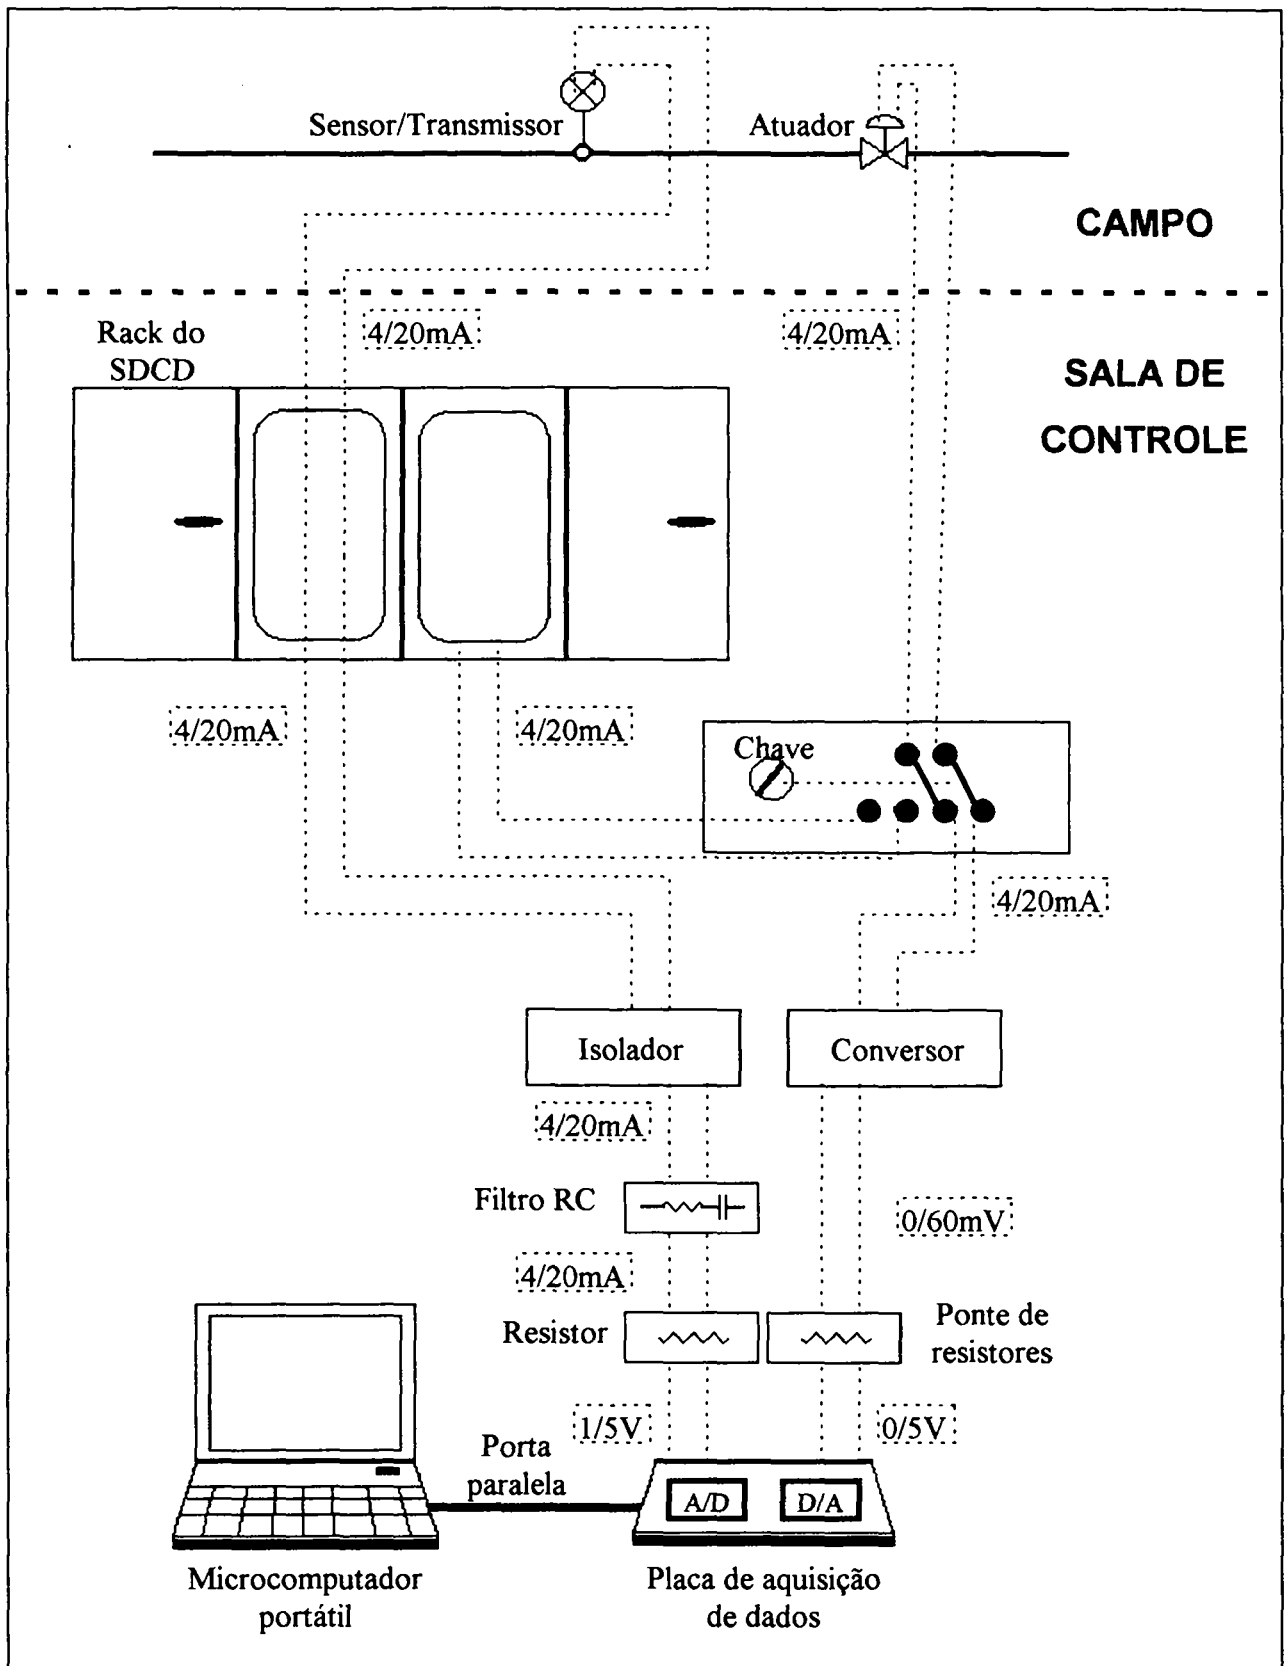 Sensor/Transmissor
Atuador
CAMPO
4/20mA
4/20mA
Rack do
SDCD
SALA DE
CONTROLE
4/20mA
4/20mA
Chave
4/20mA
Isolador
Conversor
4/20mA
Filtro RC
0/60mV
4/20mA
Resistor
Ponte de
resistores
1/5V
0/5V
Porta
paralela
A/D
D/A
Microcomputador
portátil
Placa de aquisição
de dados